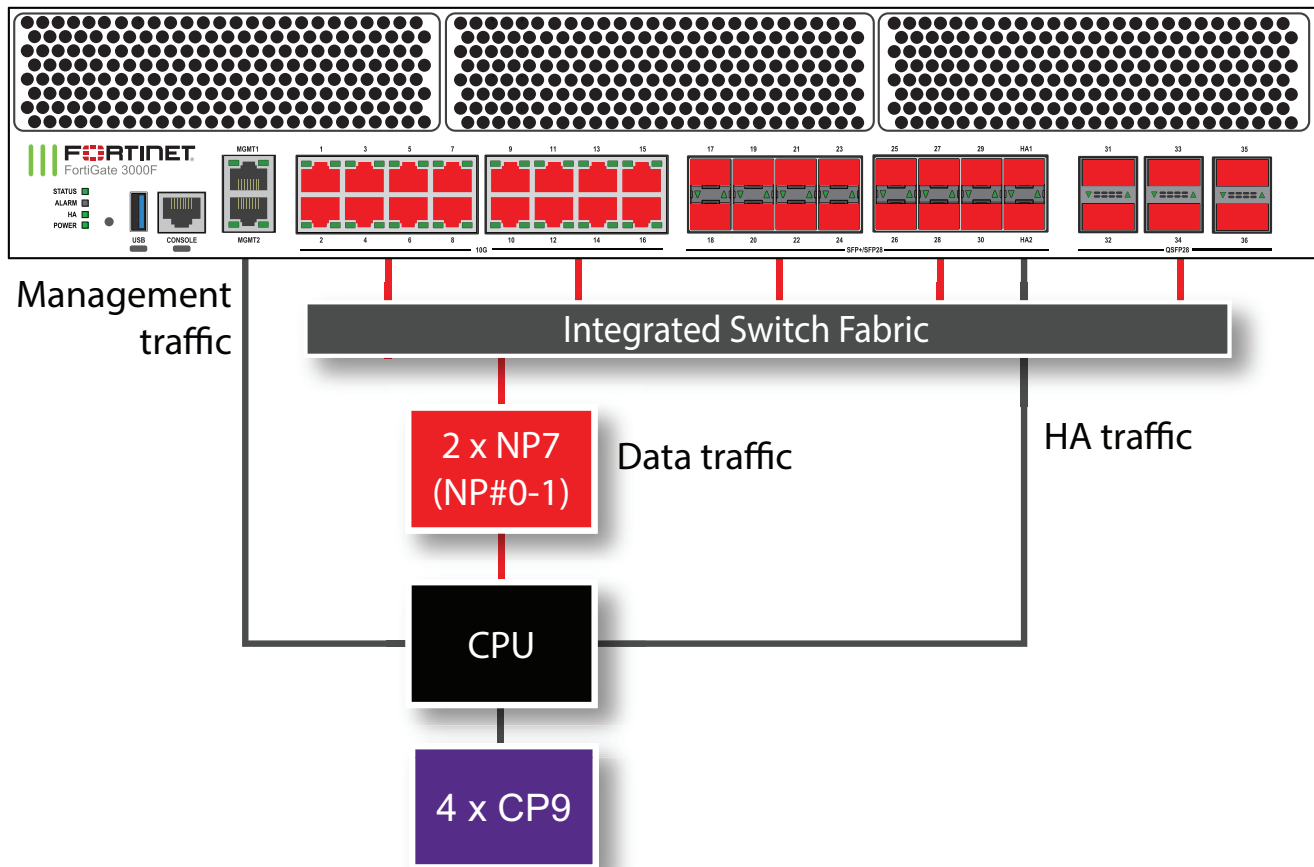 FORTINET
FortiGate 3000F
STATUS
ALARM
HA
POWER
USB
CONSOLE
MGMT1
MGMT2
1 3 5 7
2 4 6 8
9 11 13 15
10 12 14 16
10G
17 19 21 23
18 20 22 24
25 27 29 HA1
26 28 30 HA2
SFP+/SFP28
31 33 35
32 34 36
QSFP28
Management
traffic
Integrated Switch Fabric
2 x NP7
(NP#0-1)
Data traffic
HA traffic
CPU
4 x CP9